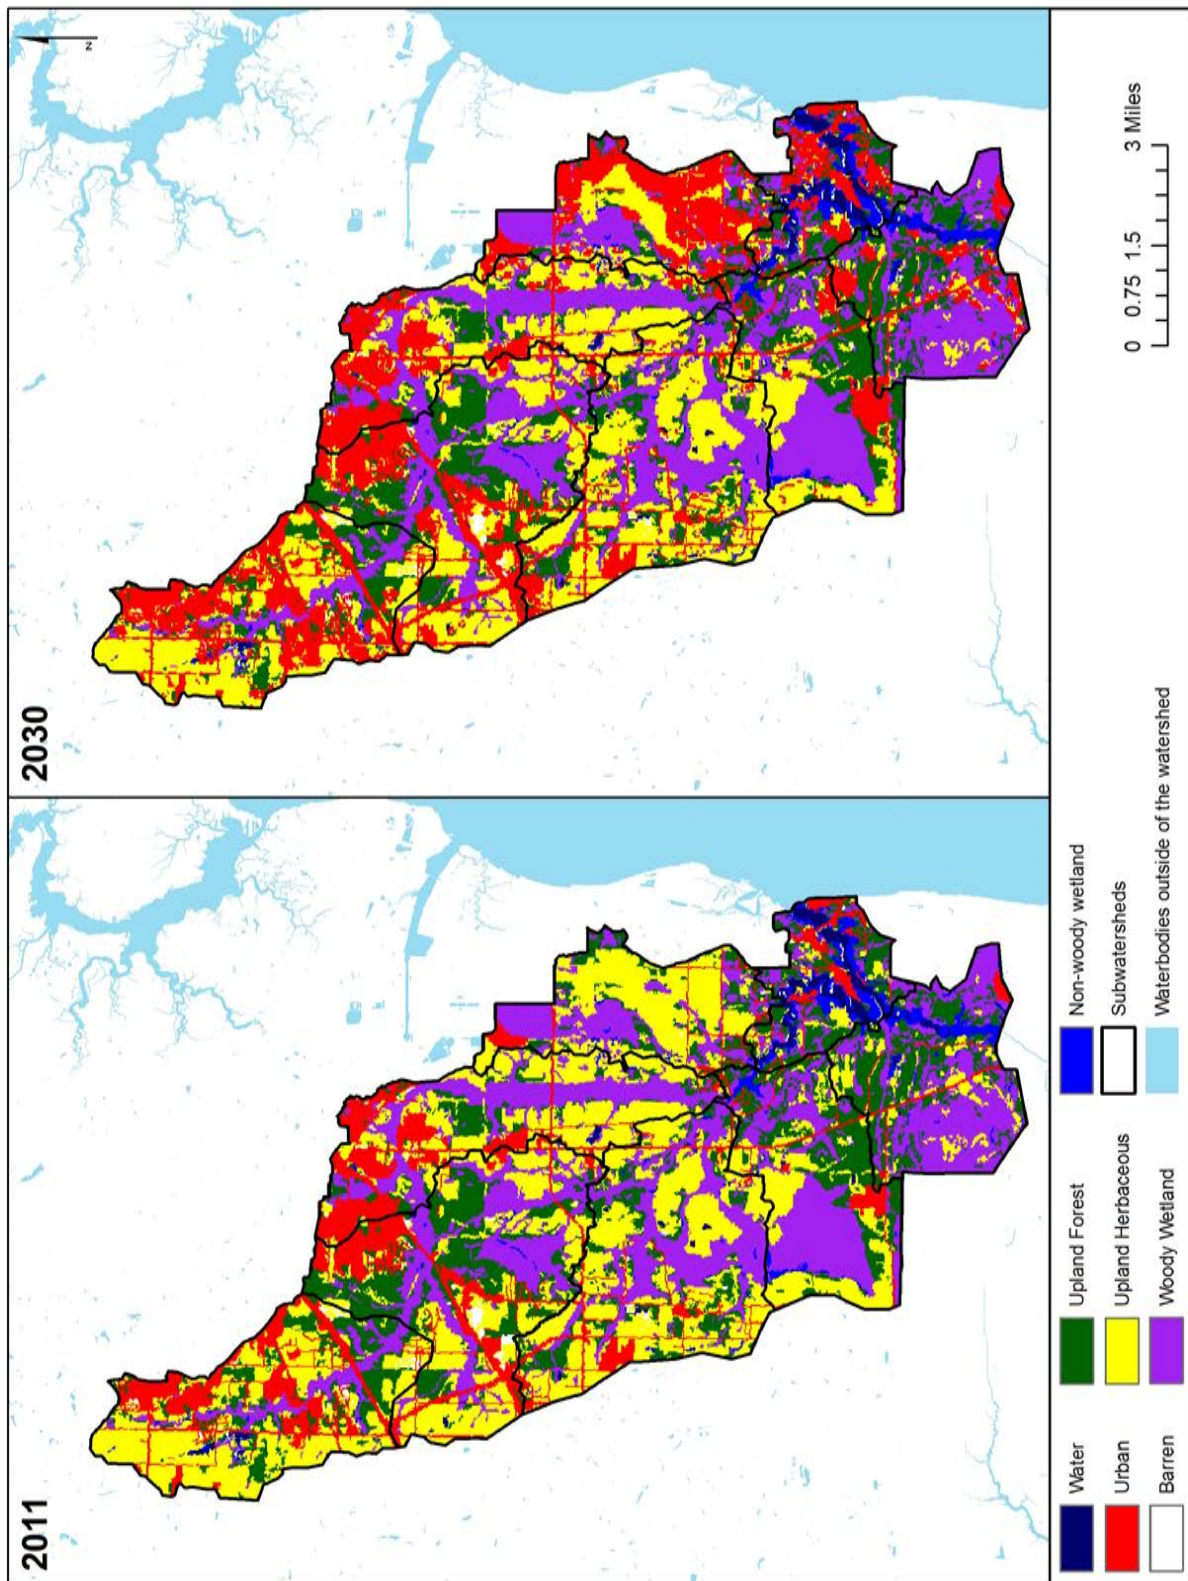 2011
2030
N
Water
Urban
Barren
Upland Forest
Upland Herbaceous
Woody Wetland
Non-woody wetland
Subwatersheds
Waterbodies outside of the watershed
0 0.75 1.5 3 Miles